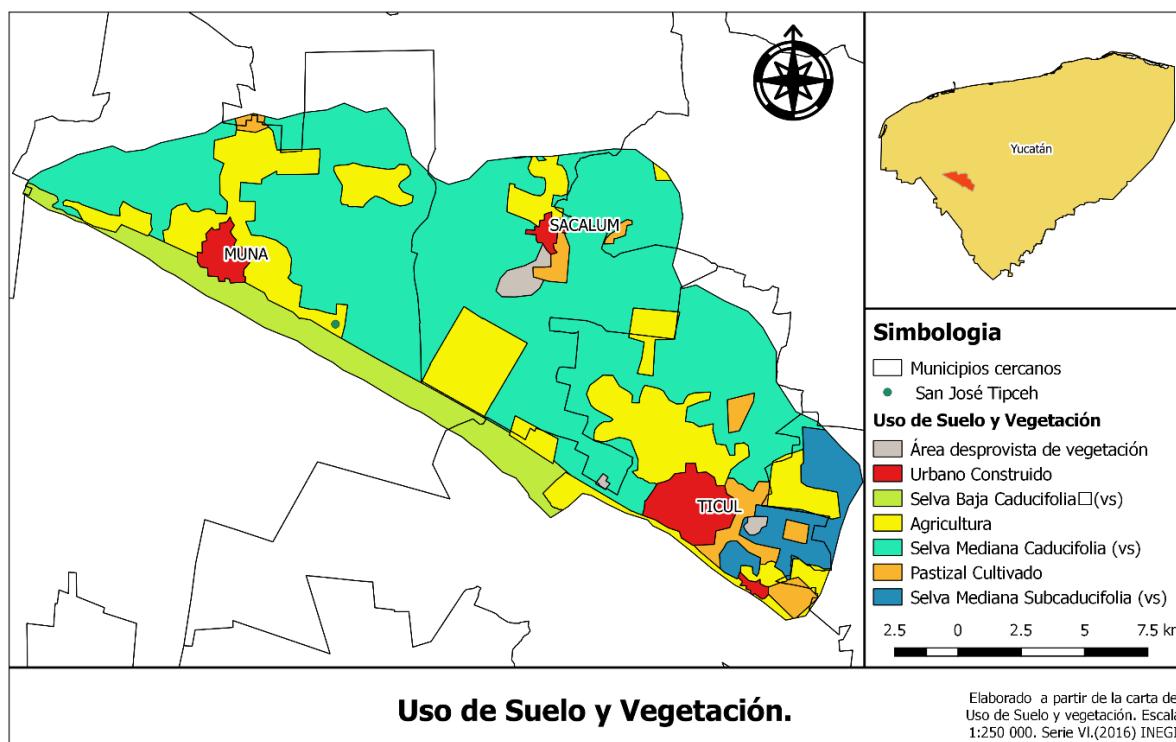 MUNA
SACALUM
TICUL
Yucatán
Simbologia
Municipios cercanos
San José Tipceh
Uso de Suelo y Vegetación
Área desprovista de vegetación
Urbano Construido
Selva Baja Caducifolia□(vs)
Agricultura
Selva Mediana Caducifolia (vs)
Pastizal Cultivado
Selva Mediana Subcaducifolia (vs)
2.5 0 2.5 5 7.5 km
Uso de Suelo y Vegetación.
Elaborado a partir de la carta de
Uso de Suelo y vegetación. Escala
1:250 000. Serie VI.(2016) INEGI